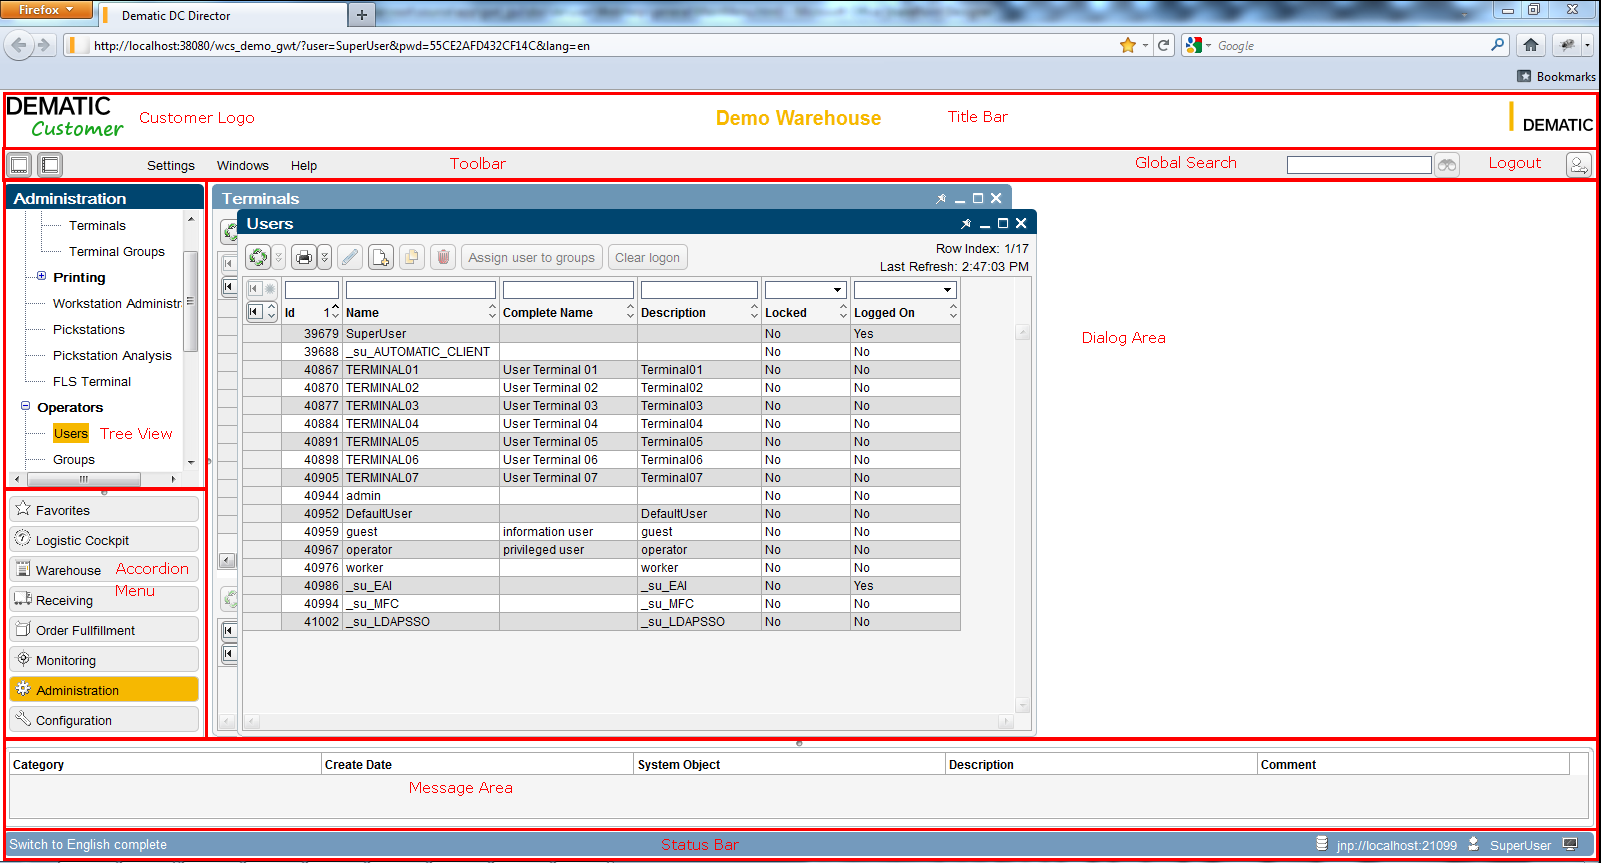 Firefox
Dematic DC Director
http://localhost:38080/wcs_demo_gwt/?user=SuperUser&pwd=55CE2AFD432CF14C&lang=en
Google
Bookmarks
DEMATIC
Customer
Customer Logo
Demo Warehouse
Title Bar
DEMATIC
Settings Windows Help
Toolbar
Global Search
Logout
Administration
Terminals
Terminal Groups
Printing
Workstation Administr
Pickstations
Pickstation Analysis
FLS Terminal
Operators
Users
Tree View
Groups
Favorites
Logistic Cockpit
Warehouse
Accordion
Menu
Receiving
Order Fullfillment
Monitoring
Administration
Configuration
Terminals
Users
Assign user to groups
Clear logon
Row Index: 1/17
Last Refresh: 2:47:03 PM
Id 1 Name Complete Name Description Locked Logged On
39679 SuperUser No Yes
39688 _su_AUTOMATIC_CLIENT No No
40867 TERMINAL01 User Terminal 01 Terminal01 No No
40870 TERMINAL02 User Terminal 02 Terminal02 No No
40877 TERMINAL03 User Terminal 03 Terminal03 No No
40884 TERMINAL04 User Terminal 04 Terminal04 No No
40891 TERMINAL05 User Terminal 05 Terminal05 No No
40898 TERMINAL06 User Terminal 06 Terminal06 No No
40905 TERMINAL07 User Terminal 07 Terminal07 No No
40944 admin No No
40952 DefaultUser DefaultUser No No
40959 guest information user guest No No
40967 operator privileged user operator No No
40976 worker worker No No
40986 _su_EAI _su_EAI No Yes
40994 _su_MFC _su_MFC No No
41002 _su_LDAPSSO _su_LDAPSSO No No
Dialog Area
Category Create Date System Object Description Comment
Message Area
Switch to English complete
Status Bar
jnp://localhost:21099
SuperUser